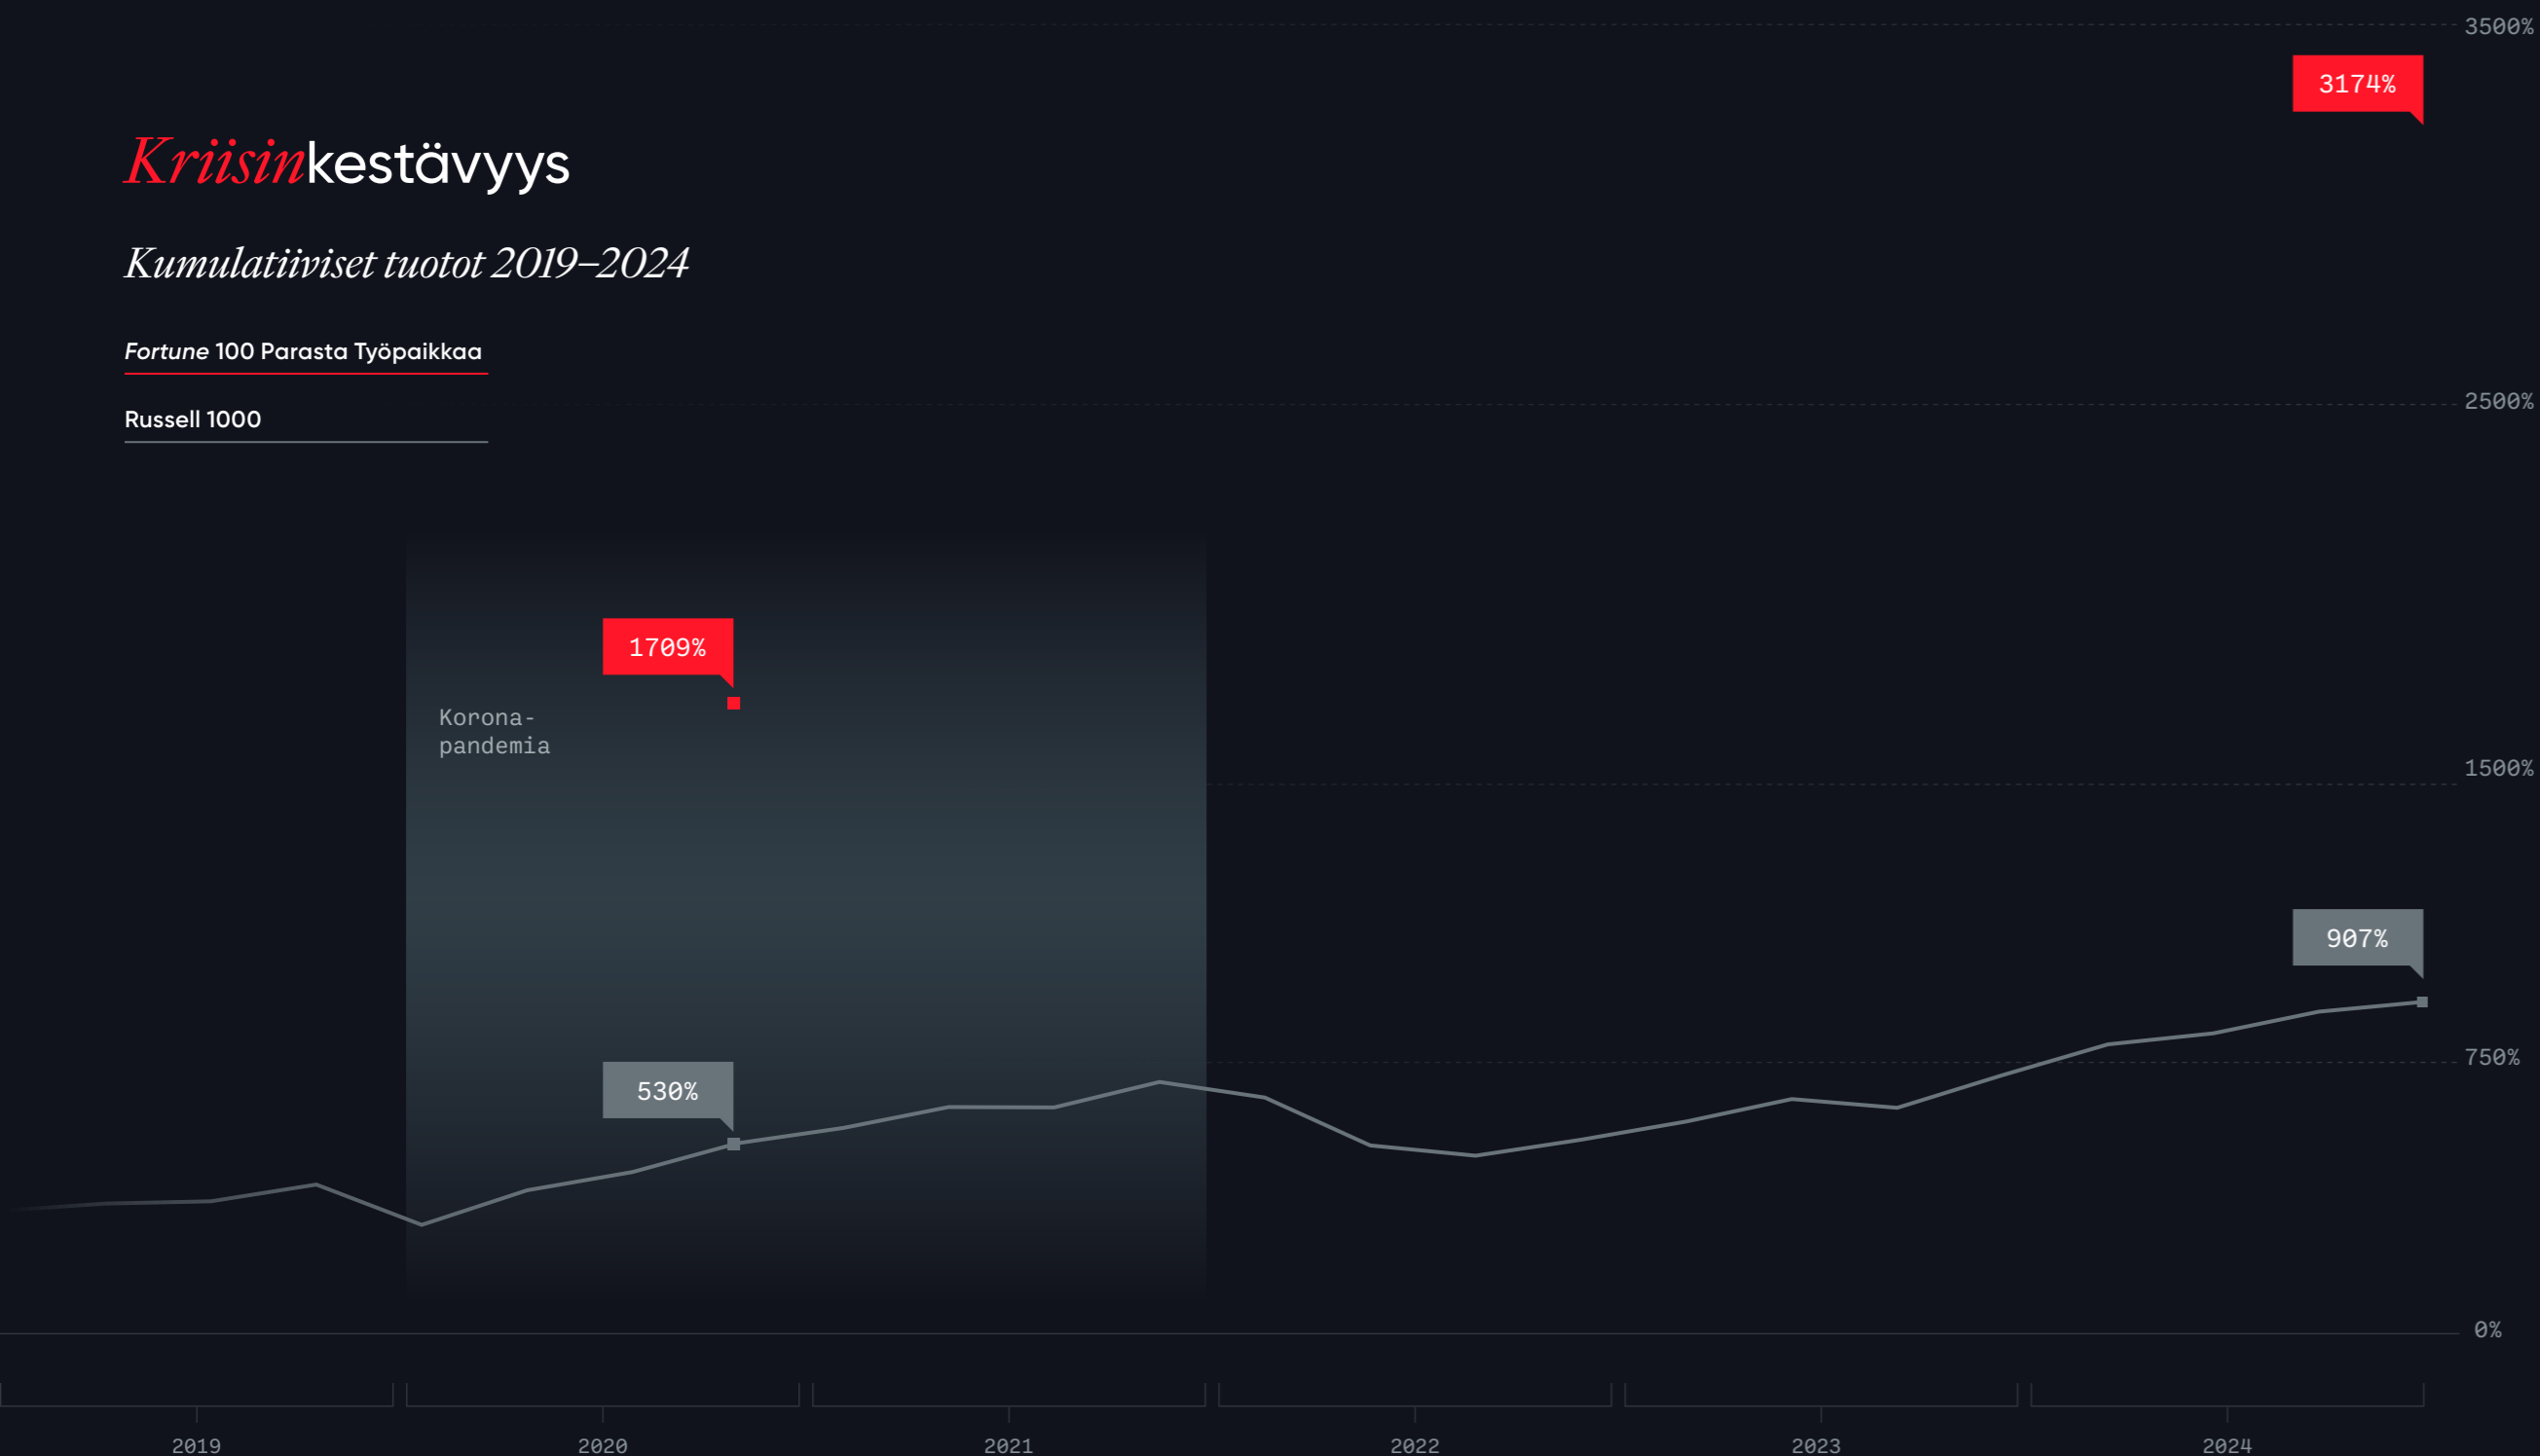 3500%
3174%
Kriisinkestävyys
Kumulatiiviset tuotot 2019–2024
Fortune 100 Parasta Työpaikkaa
2500%
Russell 1000
1709%
Korona-
pandemia
1500%
907%
750%
530%
0%
2019 2020 2021 2022 2023 2024